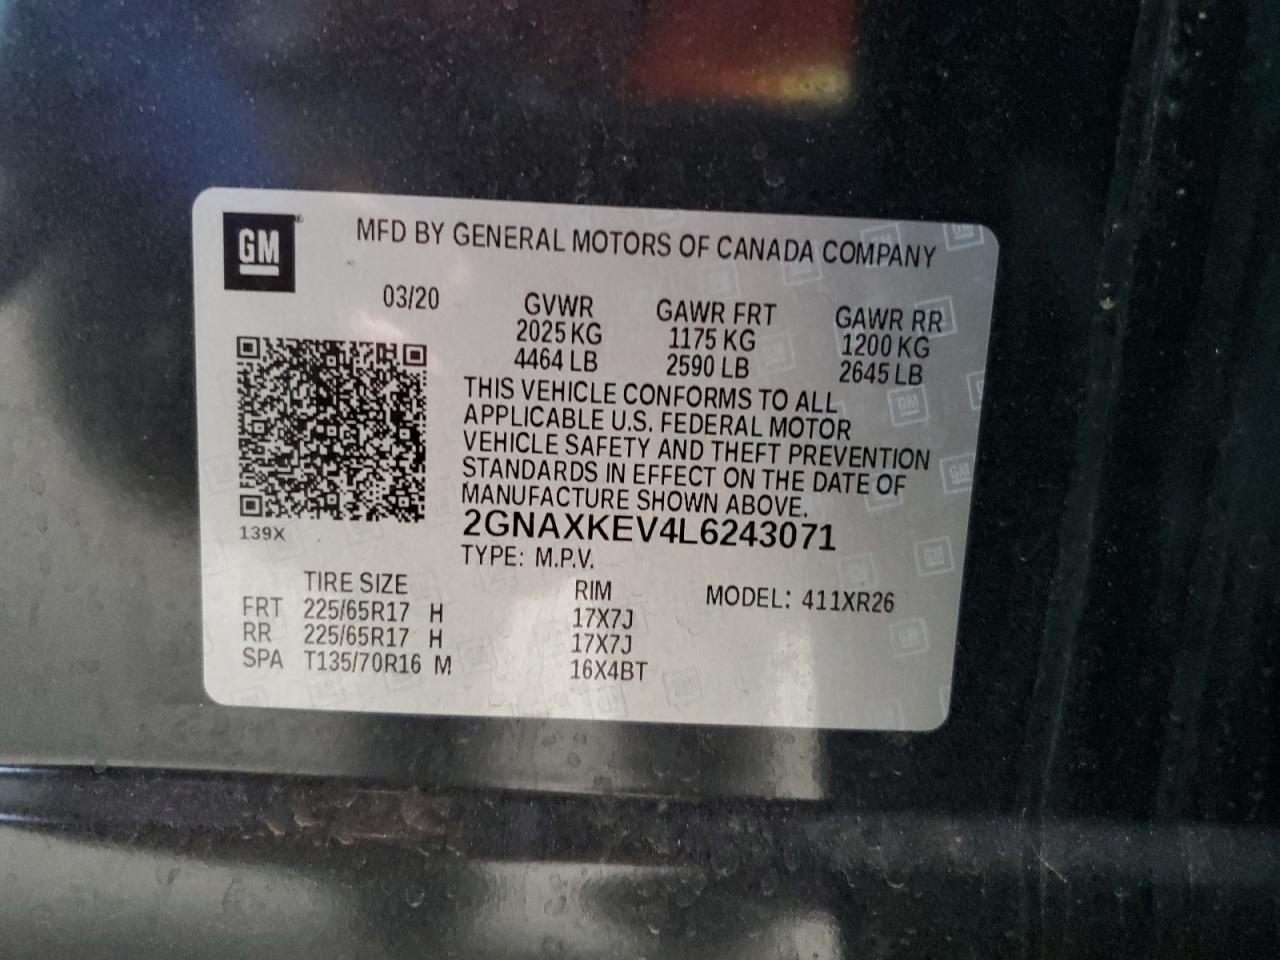 GM
MFD BY GENERAL MOTORS OF CANADA COMPANY
03/20
GVWR GAWR FRT GAWR RR
2025 KG 1175 KG 1200 KG
4464 LB 2590 LB 2645 LB
THIS VEHICLE CONFORMS TO ALL
APPLICABLE U.S. FEDERAL MOTOR
VEHICLE SAFETY AND THEFT PREVENTION
STANDARDS IN EFFECT ON THE DATE OF
MANUFACTURE SHOWN ABOVE.
139X
2GNAXKEV4L6243071
TYPE: M.P.V.
TIRE SIZE RIM MODEL: 411XR26
FRT 225/65R17 H 17X7J
RR 225/65R17 H 17X7J
SPA T135/70R16 M 16X4BT